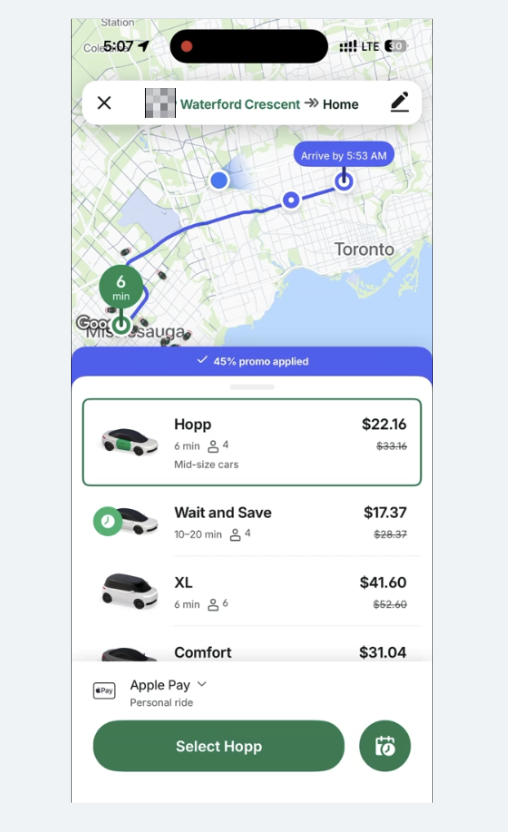 Station
5:07
LTE 30
Waterford Crescent → Home
Arrive by 5:53 AM
Toronto
6
min
Mississauga
45% promo applied
Hopp $22.16
6 min 4 $33.16
Mid-size cars
Wait and Save $17.37
10–20 min 4 $28.37
XL $41.60
6 min 6 $52.60
Comfort $31.04
Pay Apple Pay
Personal ride
Select Hopp